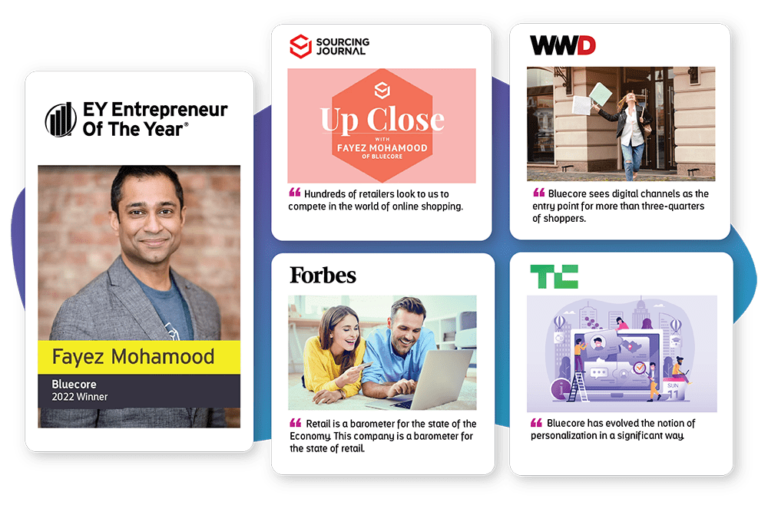 EY Entrepreneur
Of The Year®
Fayez Mohamood
Bluecore
2022 Winner
SOURCING
JOURNAL
Up Close
WITH
FAYEZ MOHAMOOD
OF BLUECORE
❝ Hundreds of retailers look to us to
compete in the world of online shopping.
WWD
❝ Bluecore sees digital channels as the
entry point for more than three-quarters
of shoppers.
Forbes
❝ Retail is a barometer for the state of the
Economy. This company is a barometer for
the state of retail.
TC
SUN
11
❝ Bluecore has evolved the notion of
personalization in a significant way.